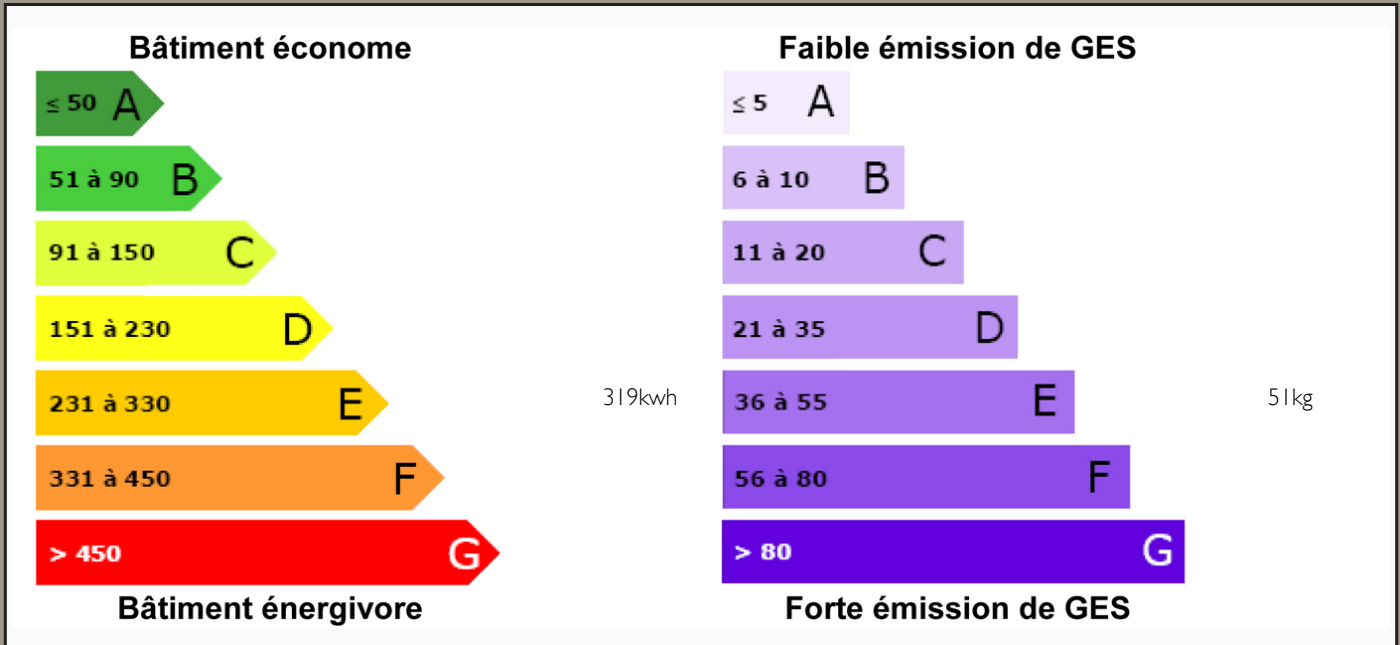 Bâtiment économe
≤ 50 A
51 à 90 B
91 à 150 C
151 à 230 D
231 à 330 E
319kwh
331 à 450 F
> 450 G
Bâtiment énergivore
Faible émission de GES
≤ 5 A
6 à 10 B
11 à 20 C
21 à 35 D
36 à 55 E
51kg
56 à 80 F
> 80 G
Forte émission de GES